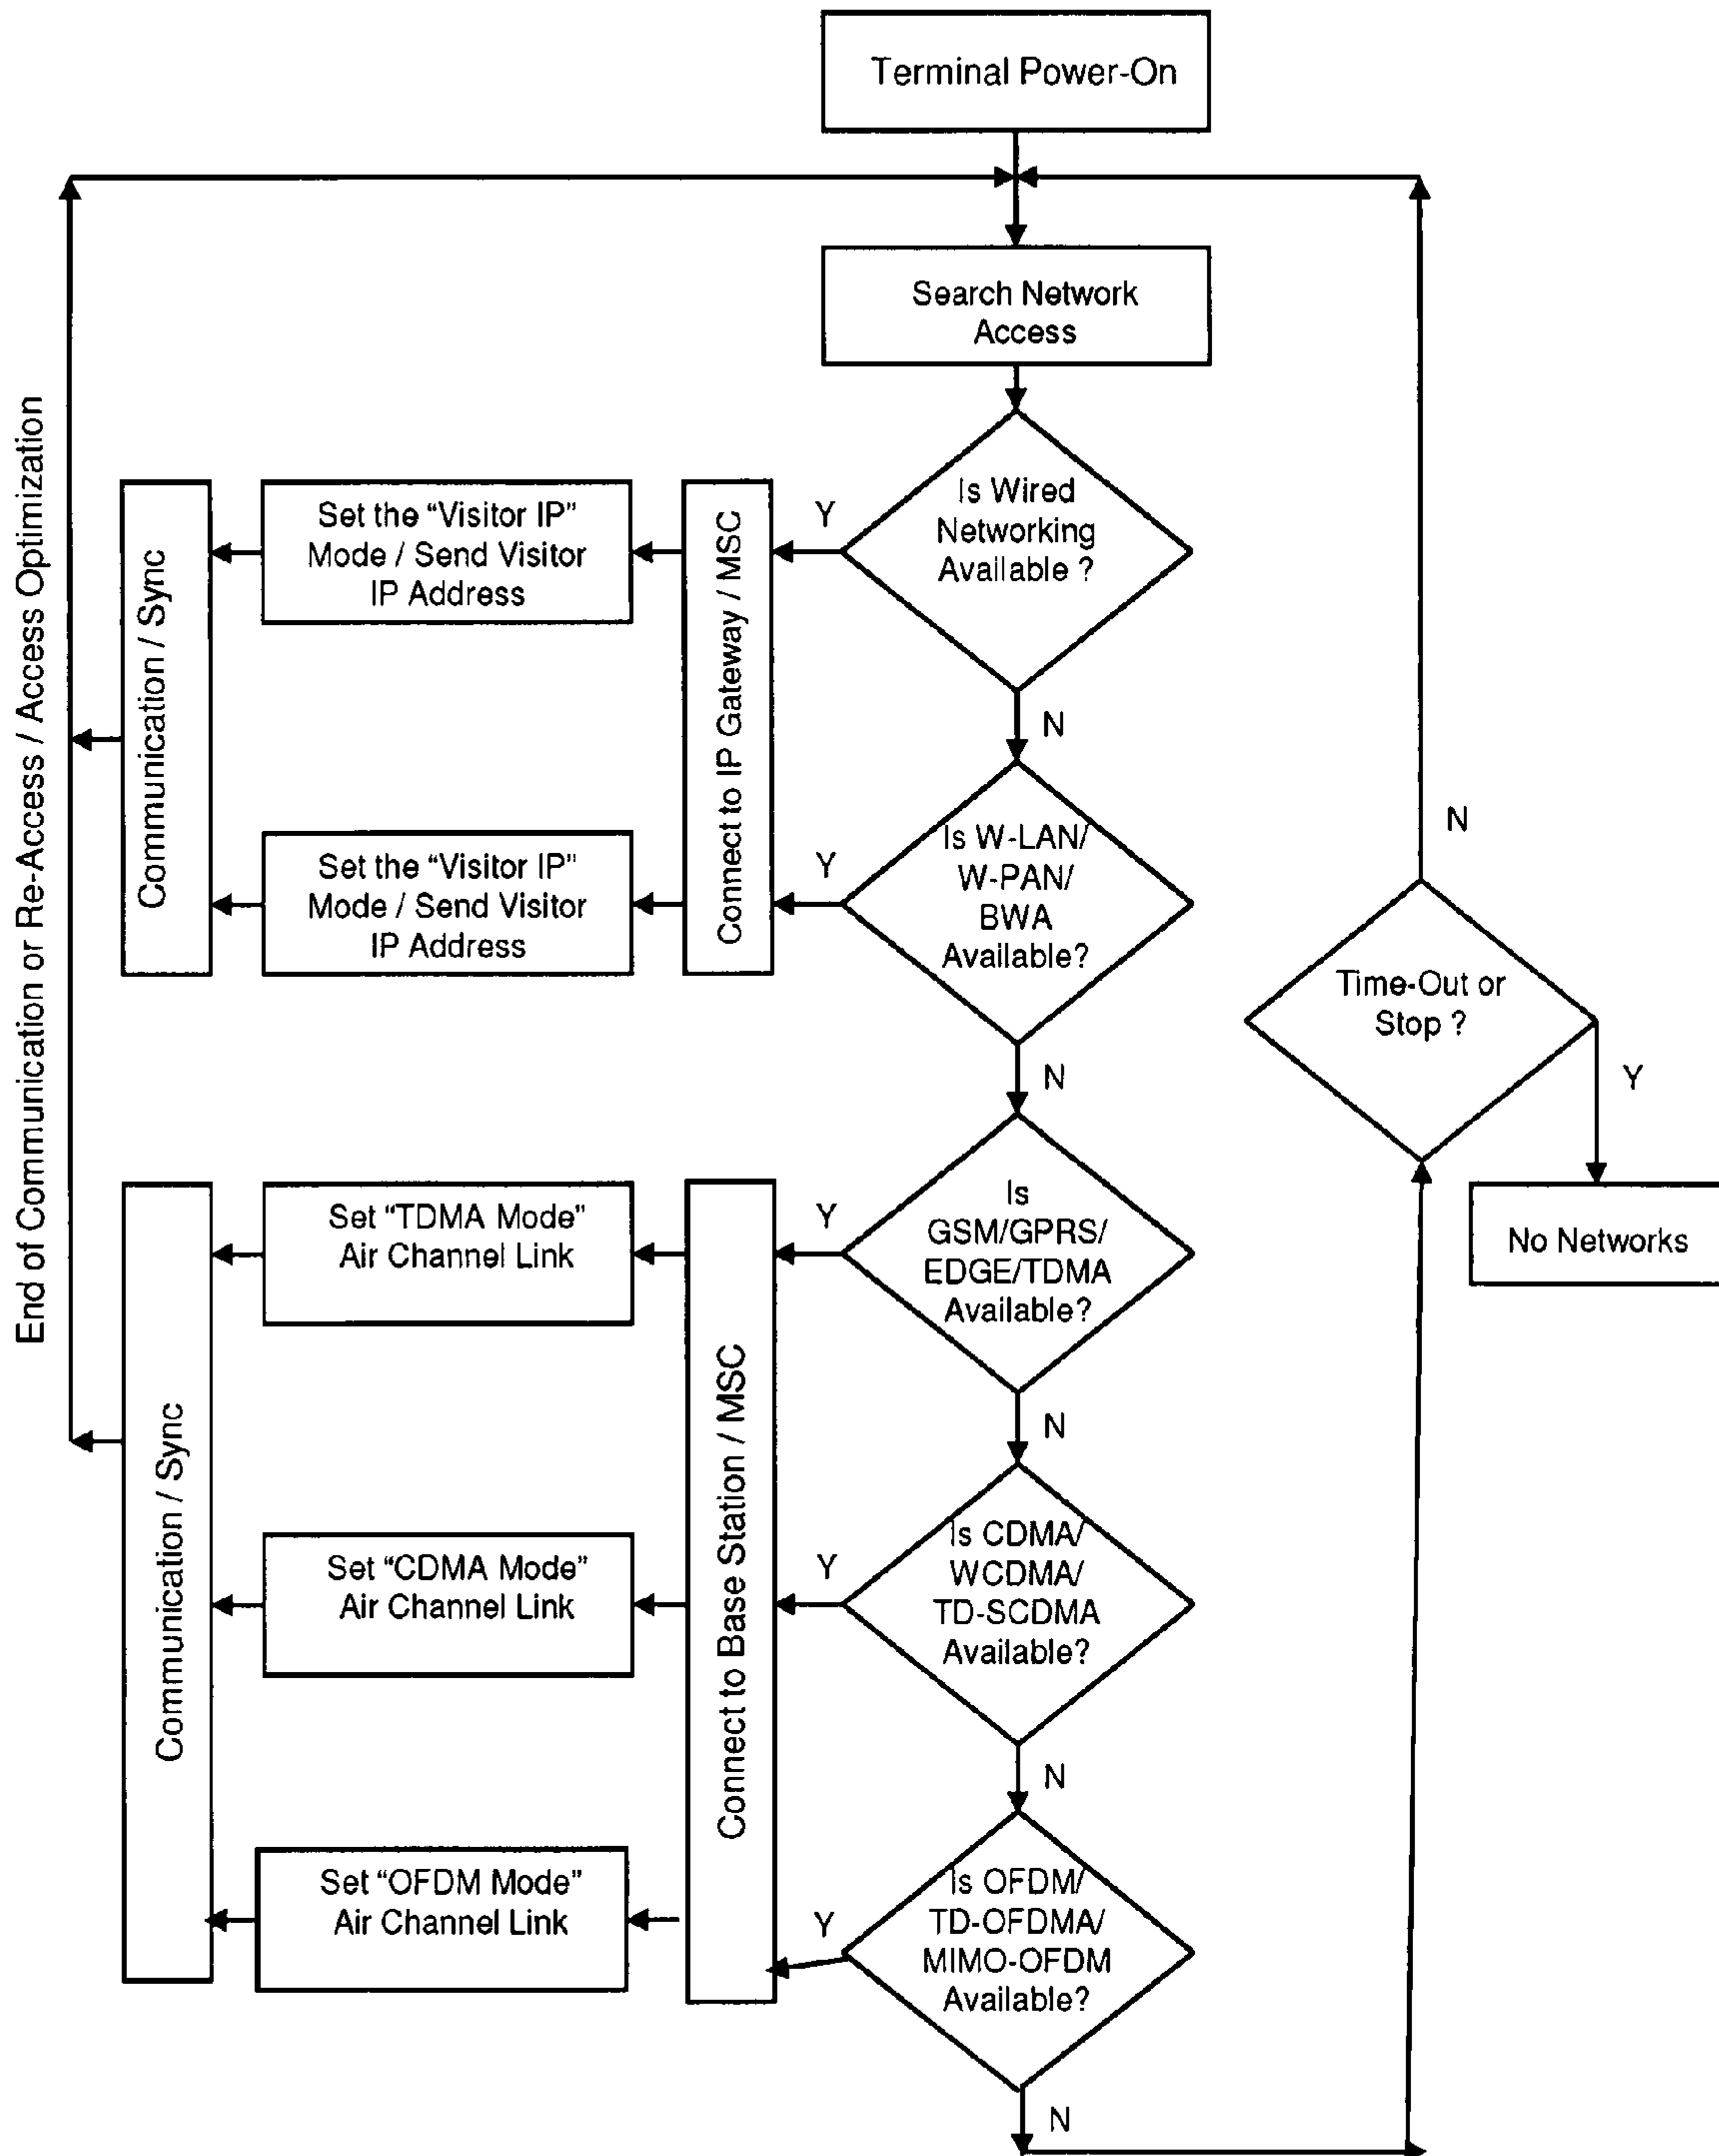 Terminal Power-On
Search Network
Access
Is Wired
Networking
Available ?
Y
N
Connect to IP Gateway / MSC
Set the “Visitor IP”
Mode / Send Visitor
IP Address
Communication / Sync
End of Communication or Re-Access / Access Optimization
Is W-LAN/
W-PAN/
BWA
Available?
Y
N
Set the “Visitor IP”
Mode / Send Visitor
IP Address
Time-Out or
Stop ?
N
Y
No Networks
Is
GSM/GPRS/
EDGE/TDMA
Available?
Y
N
Connect to Base Station / MSC
Set “TDMA Mode”
Air Channel Link
Communication / Sync
Is CDMA/
WCDMA/
TD-SCDMA
Available?
Y
N
Set “CDMA Mode”
Air Channel Link
Is OFDM/
TD-OFDMA/
MIMO-OFDM
Available?
Y
N
Set “OFDM Mode”
Air Channel Link